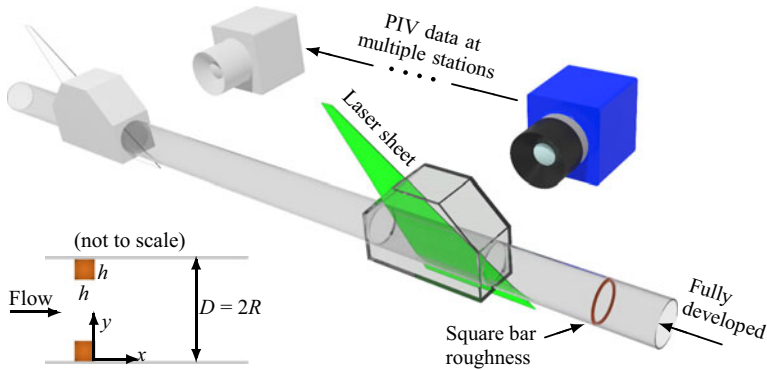 PIV data at
multiple stations
Laser sheet
(not to scale)
h
h
Flow
D = 2R
y
x
Fully
developed
Square bar
roughness